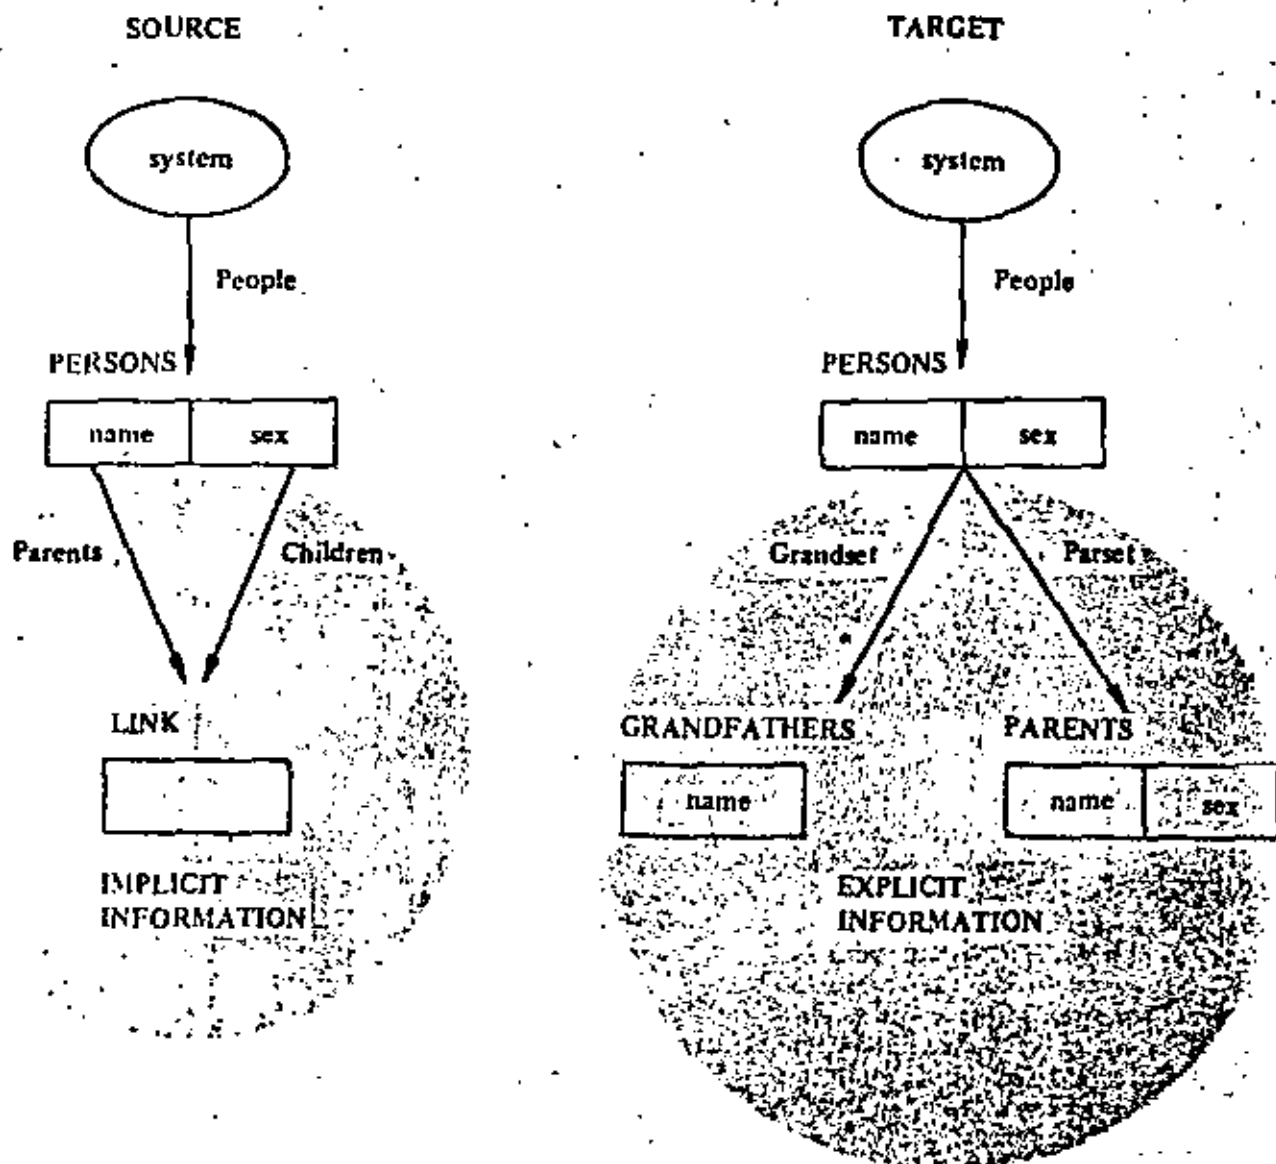 SOURCE
system
People
PERSONS
name sex
Parents Children
LINK
IMPLICIT
INFORMATION
TARGET
system
People
PERSONS
name sex
Grandset Parset
GRANDFATHERS PARENTS
name name sex
EXPLICIT
INFORMATION